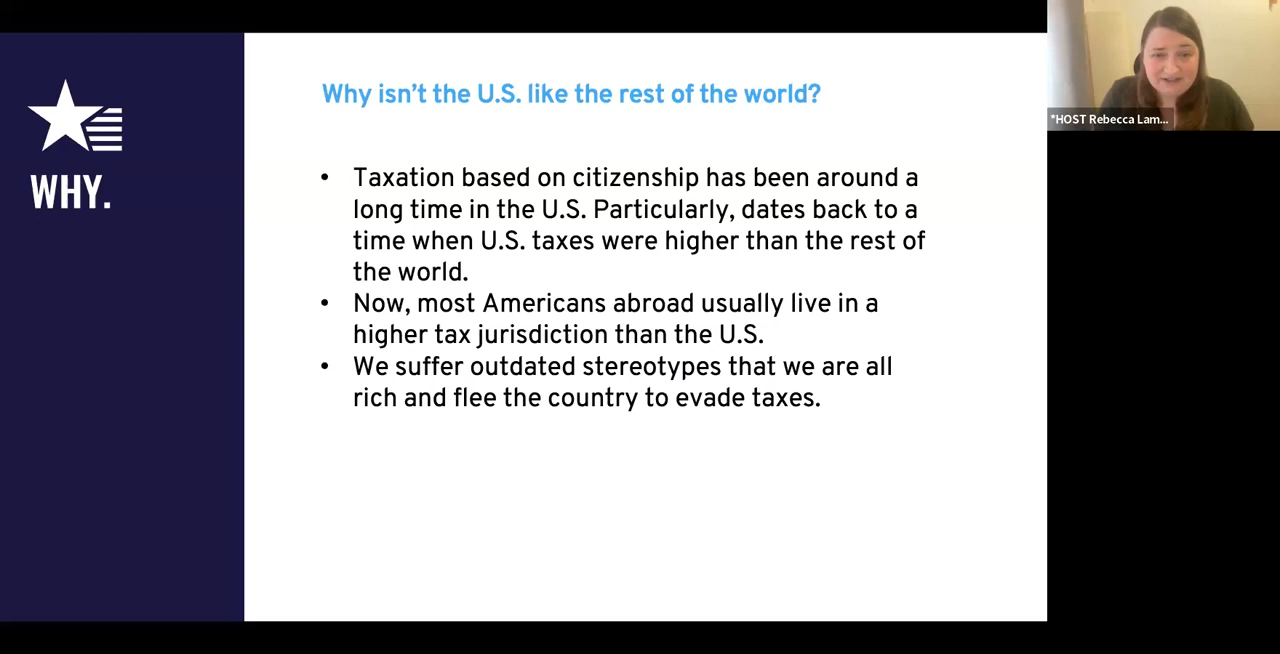 WHY.
Why isn't the U.S. like the rest of the world?
• Taxation based on citizenship has been around a
long time in the U.S. Particularly, dates back to a
time when U.S. taxes were higher than the rest of
the world.
• Now, most Americans abroad usually live in a
higher tax jurisdiction than the U.S.
• We suffer outdated stereotypes that we are all
rich and flee the country to evade taxes.
*HOST Rebecca Lam...